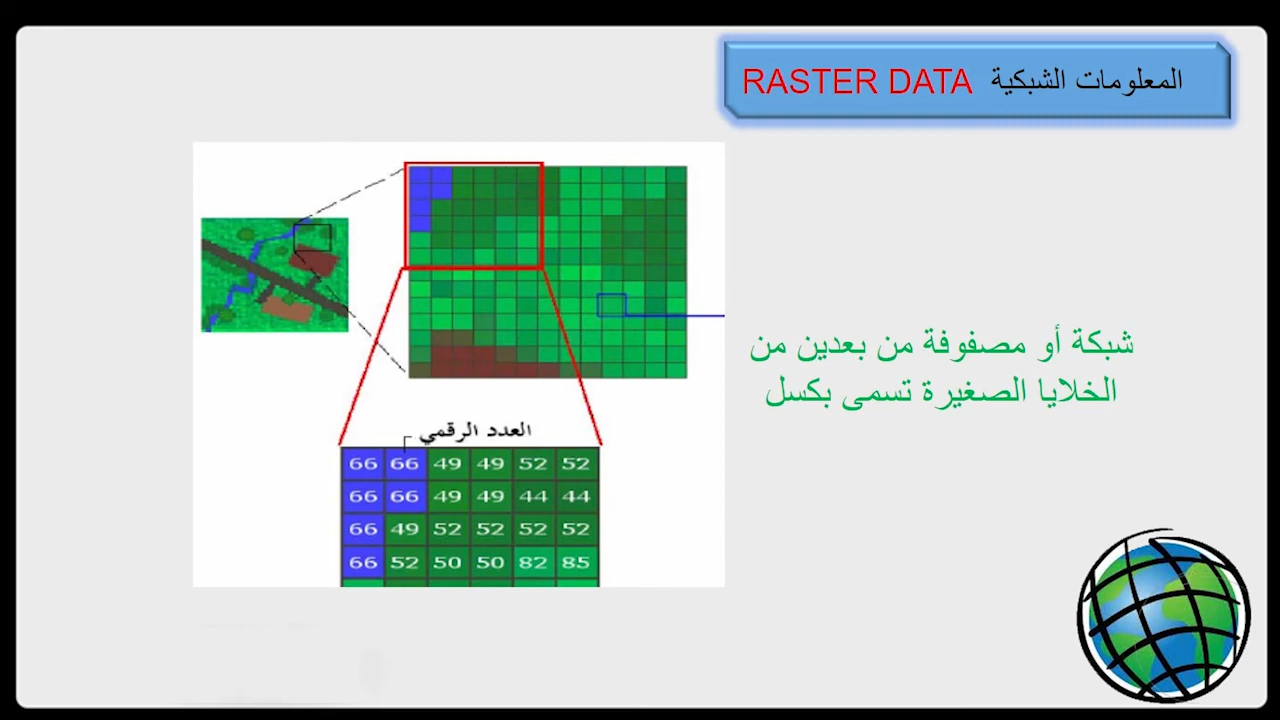 المعلومات الشبكية RASTER DATA
شبكة أو مصفوفة من بعدين من
الخلايا الصغيرة تسمى بكسل
العدد الرقمي
66 66 49 49 52 52
66 66 49 49 44 44
66 49 52 52 52 52
66 52 50 50 82 85